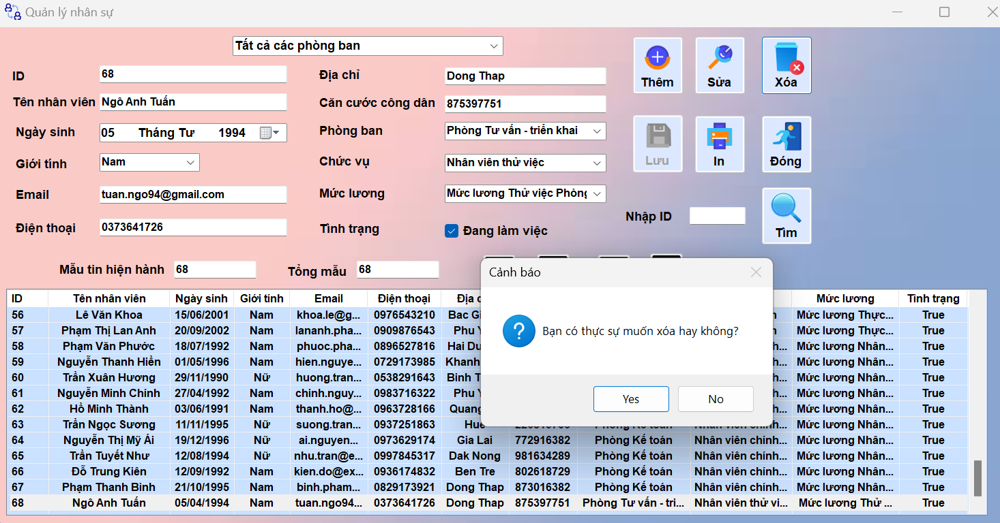 Quản lý nhân sự
Tất cả các phòng ban
ID 68 Địa chỉ Dong Thap
Thêm Sửa Xóa
Tên nhân viên Ngô Anh Tuấn Căn cước công dân 875397751
Ngày sinh 05 Tháng Tư 1994 Phòng ban Phòng Tư vấn - triển khai
Giới tính Nam Chức vụ Nhân viên thử việc
Lưu In Đóng
Email tuan.ngo94@gmail.com Mức lương Mức lương Thử việc Phòng
Điện thoại 0373641726 Tình trạng Đang làm việc
Nhập ID Tìm
Mẫu tin hiện hành 68 Tổng mẫu 68
Cảnh báo
Bạn có thực sự muốn xóa hay không?
Yes No
ID Tên nhân viên Ngày sinh Giới tính Email Điện thoại Địa Mức lương Tình trạng
56 Lê Văn Khoa 15/06/2001 Nam khoa.le@g... 0976543210 Bac Gi Mức lương Thực... True
57 Phạm Thị Lan Anh 20/09/2002 Nam lananh.pha... 0909876543 Phu Mức lương Thực... True
58 Phạm Văn Phước 18/07/1992 Nam phuoc.pha... 0896527816 Hai Du h... Mức lương Nhân... True
59 Nguyễn Thanh Hiền 01/05/1996 Nam hien.nguye... 0729173985 Khanh h... Mức lương Nhân... True
60 Trần Xuân Hương 29/11/1990 Nữ huong.tran... 0538291643 Binh T h... Mức lương Nhân... True
61 Nguyễn Minh Chính 27/04/1992 Nam chinh.nguy... 0983716322 Phu h... Mức lương Nhân... True
62 Hồ Minh Thành 03/06/1991 Nam thanh.ho@... 0963728166 Quang h... Mức lương Nhân... True
63 Trần Ngọc Sương 11/11/1995 Nữ suong.tran... 0937251863 Hue Phòng Kế toán Nhân viên chính... Mức lương Nhân... True
64 Nguyễn Thị Mỹ Ái 19/12/1996 Nữ ai.nguyen... 0973629174 Gia Lai 772916382 Phòng Kế toán Nhân viên chính... Mức lương Nhân... True
65 Trần Tuyết Như 12/08/1994 Nữ nhu.tran@e... 0997845317 Dak Nong 981634289 Phòng Kế toán Nhân viên chính... Mức lương Nhân... True
66 Đỗ Trung Kiên 12/09/1992 Nam kien.do@ex... 0936174832 Ben Tre 802618729 Phòng Kế toán Nhân viên chính... Mức lương Nhân... True
67 Phạm Thanh Bình 21/10/1995 Nam binh.pham... 0829173921 Dong Thap 873016382 Phòng Kế toán Nhân viên chính... Mức lương Nhân... True
68 Ngô Anh Tuấn 05/04/1994 Nam tuan.ngo94... 0373641726 Dong Thap 875397751 Phòng Tư vấn - tri... Nhân viên thử vi... Mức lương Thử ... True